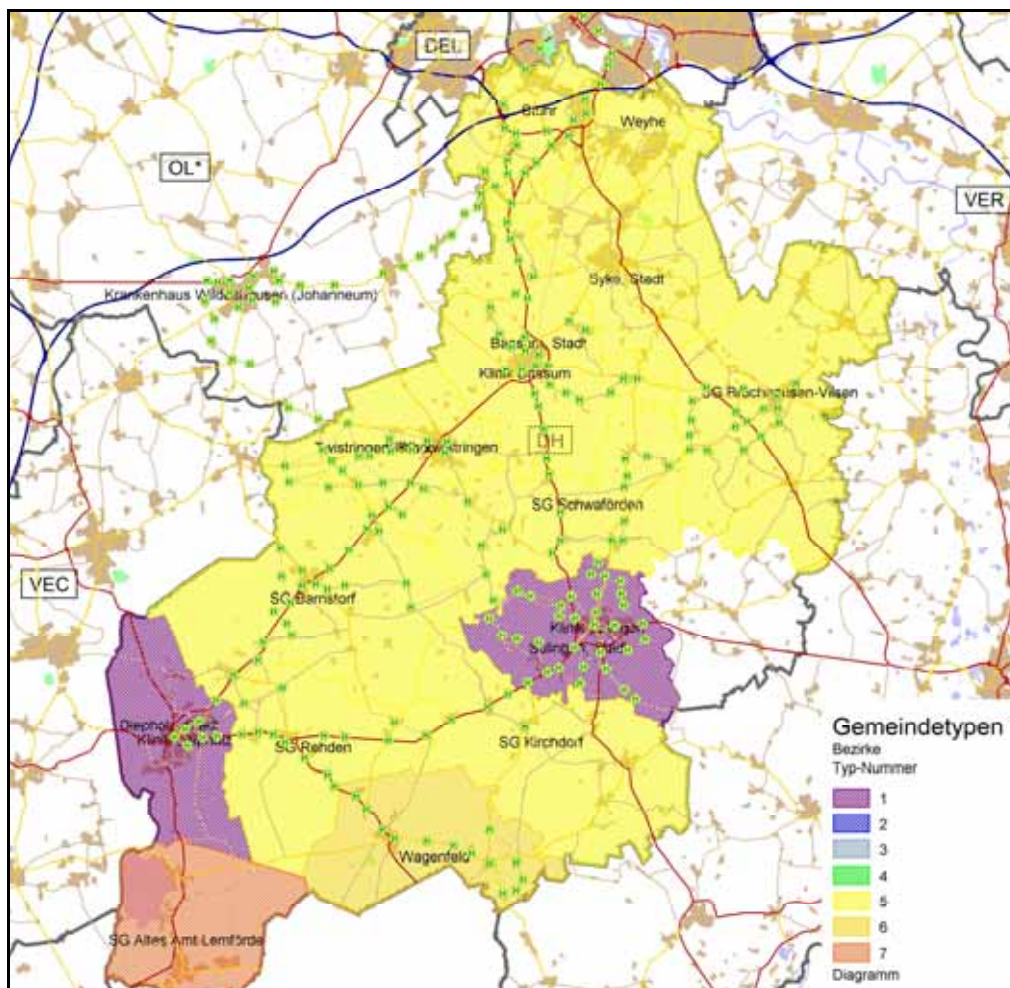 DEL
Stuhr
Weyhe
OL*
VER
Krankenhaus Wildeshausen (Johanneum)
Syke, Stadt
Stadt
Klinik Bassum
SG Bruchhausen-Vilsen
DH
SG Schwaförden
VEC
SG Barnstorf
Klinik
SG Rehden
SG Kirchdorf
Wagenfeld
SG Altes Amt Lemförde
Gemeindetypen
Bezirke
Typ-Nummer
1
2
3
4
5
6
7
Diagramm